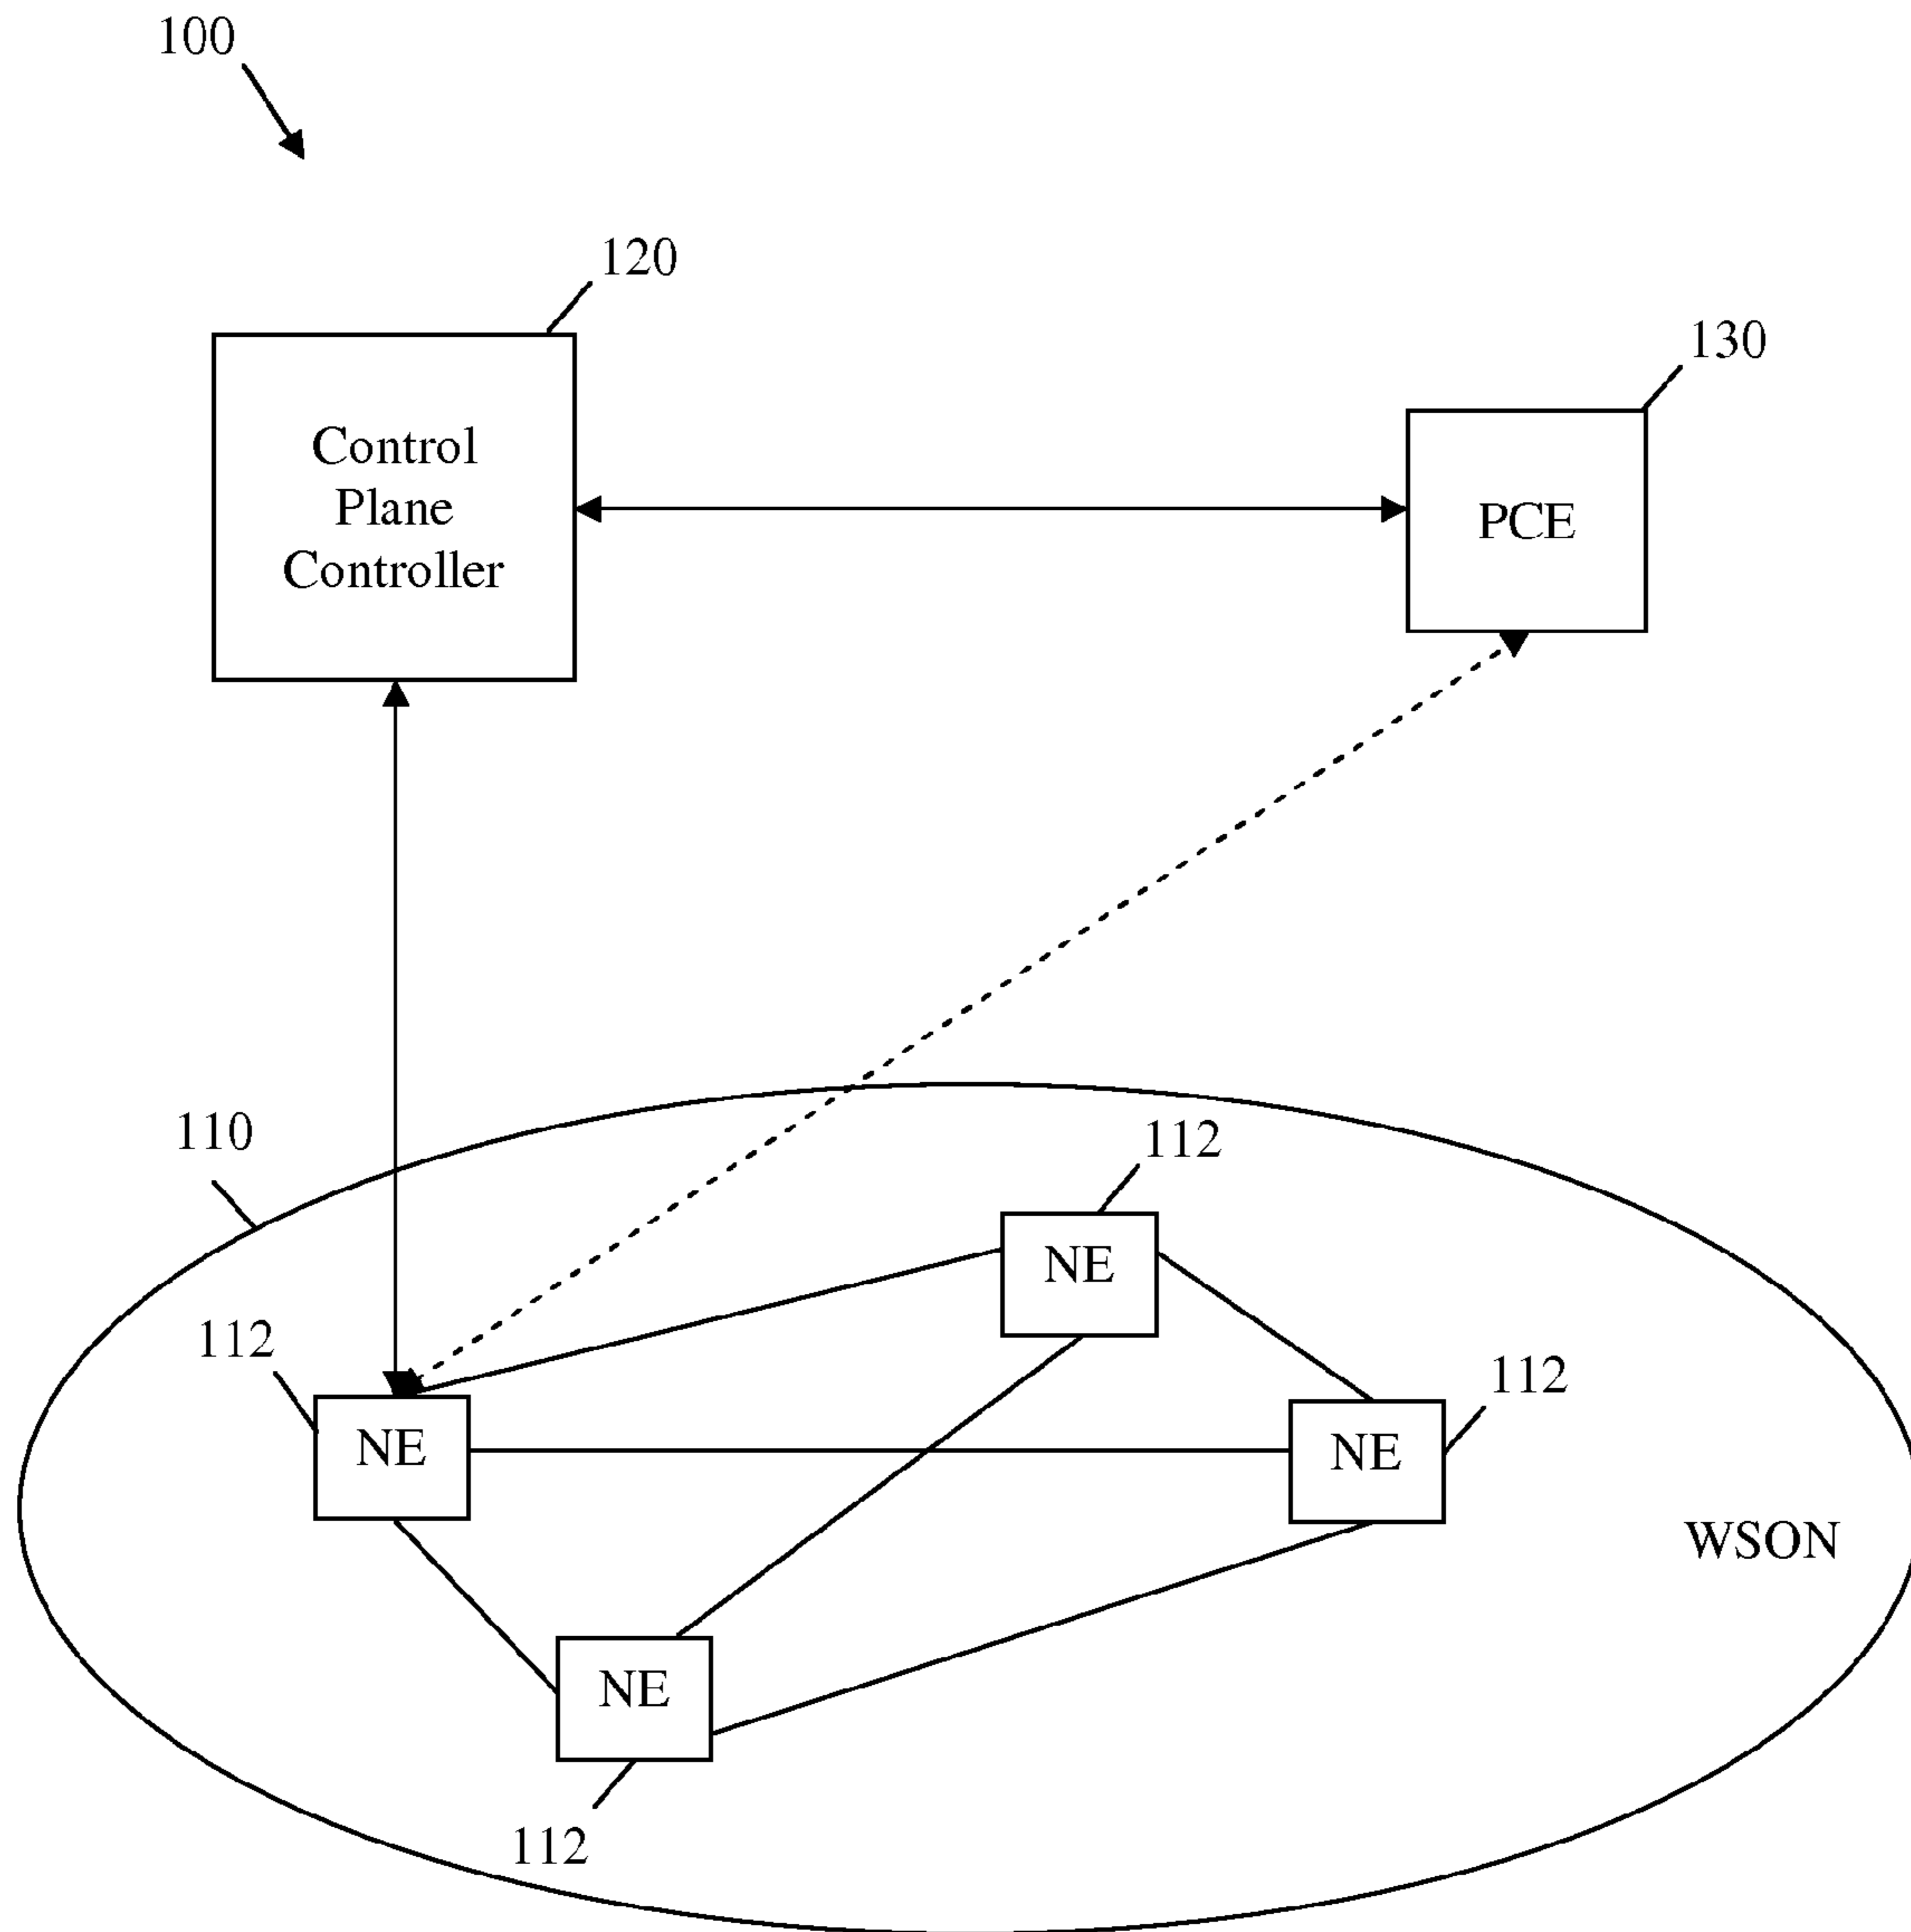 100
120
130
Control
Plane
Controller
PCE
110
112
NE
112
NE
112
NE
WSON
NE
112